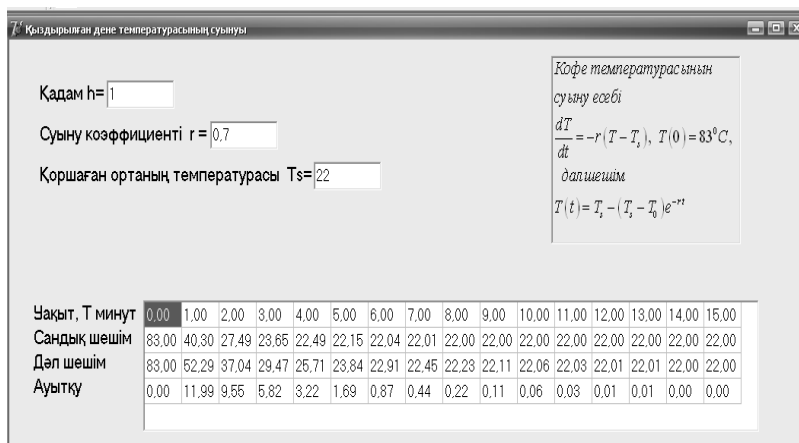 Қыздырылған дене температурасының суынуы
Қадам h= 1
Суыну коэффициенті r = 0,7
Қоршаған ортаның температурасы Ts= 22
Кофе температурасынын
суыну есебі
dT/dt = −r(T − Tₛ), T(0) = 83⁰C,
дәл шешім
T(t) = Tₛ − (Tₛ − T₀)e⁻ʳᵗ
Уақыт, Т минут 0,00 1,00 2,00 3,00 4,00 5,00 6,00 7,00 8,00 9,00 10,00 11,00 12,00 13,00 14,00 15,00
Сандық шешім 83,00 40,30 27,49 23,65 22,49 22,15 22,04 22,01 22,00 22,00 22,00 22,00 22,00 22,00 22,00 22,00
Дәл шешім 83,00 52,29 37,04 29,47 25,71 23,84 22,91 22,45 22,23 22,11 22,06 22,03 22,01 22,01 22,00 22,00
Ауытқу 0,00 11,99 9,55 5,82 3,22 1,69 0,87 0,44 0,22 0,11 0,06 0,03 0,01 0,01 0,00 0,00